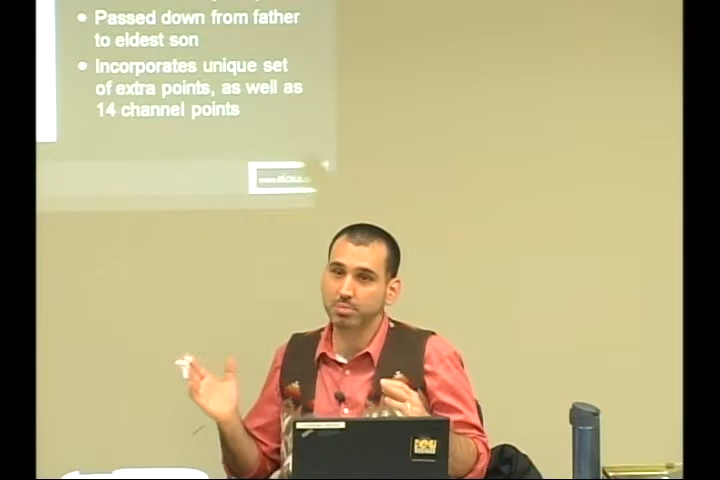 • Passed down from father
to eldest son
• Incorporates unique set
of extra points, as well as
14 channel points